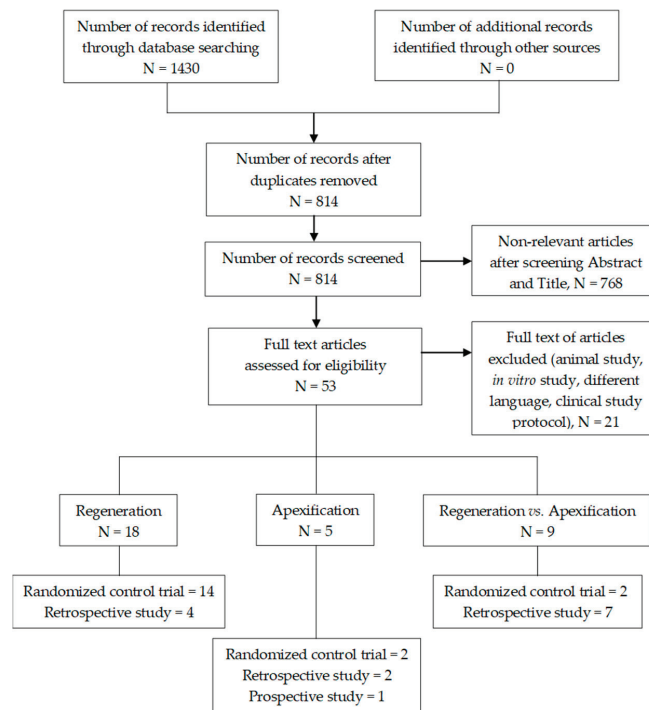 Number of records identified
through database searching
N = 1430
Number of additional records
identified through other sources
N = 0
Number of records after
duplicates removed
N = 814
Number of records screened
N = 814
Non-relevant articles
after screening Abstract
and Title, N = 768
Full text articles
assessed for eligibility
N = 53
Full text of articles
excluded (animal study,
in vitro study, different
language, clinical study
protocol), N = 21
Regeneration
N = 18
Apexification
N = 5
Regeneration vs. Apexification
N = 9
Randomized control trial = 14
Retrospective study = 4
Randomized control trial = 2
Retrospective study = 7
Randomized control trial = 2
Retrospective study = 2
Prospective study = 1